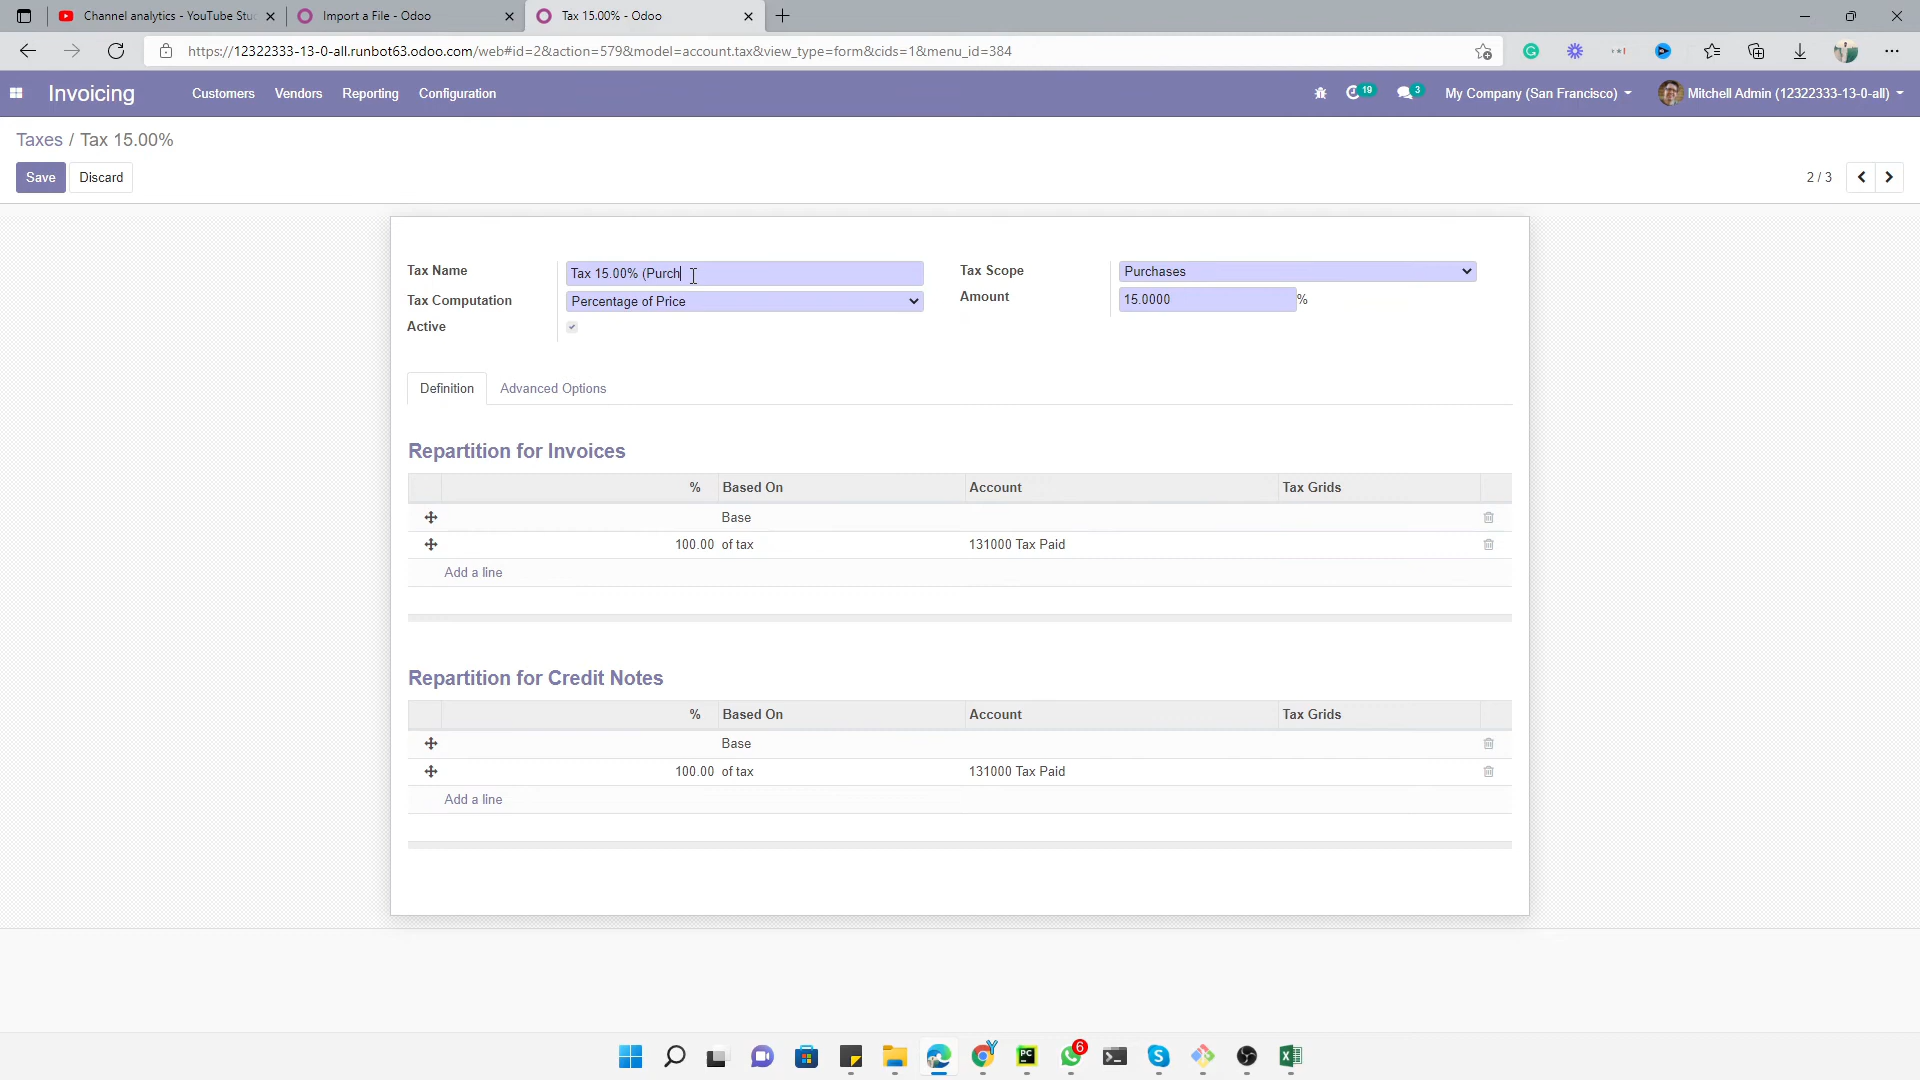 Channel analytics - YouTube Stu
Import a File - Odoo
Tax 15.00% - Odoo
https://12322333-13-0-all.runbot63.odoo.com/web#id=2&action=579&model=account.tax&view_type=form&cids=1&menu_id=384
Invoicing
Customers
Vendors
Reporting
Configuration
19
3
My Company (San Francisco)
Mitchell Admin (12322333-13-0-all)
Taxes / Tax 15.00%
Save
Discard
2 / 3
Tax Name
Tax 15.00% (Purch
Tax Scope
Purchases
Tax Computation
Percentage of Price
Amount
15.0000
%
Active
Definition
Advanced Options
Repartition for Invoices
% Based On Account Tax Grids
Base
100.00 of tax 131000 Tax Paid
Add a line
Repartition for Credit Notes
% Based On Account Tax Grids
Base
100.00 of tax 131000 Tax Paid
Add a line
PC
6